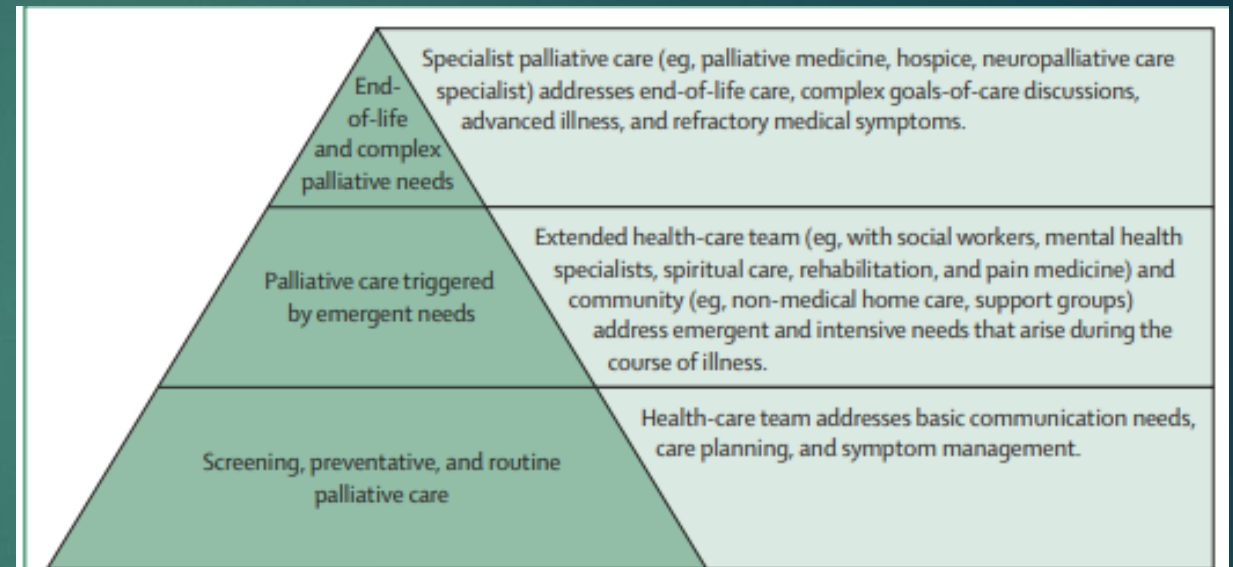 End-
of-life
and complex
palliative needs
Specialist palliative care (eg, palliative medicine, hospice, neuropalliative care
specialist) addresses end-of-life care, complex goals-of-care discussions,
advanced illness, and refractory medical symptoms.
Palliative care triggered
by emergent needs
Extended health-care team (eg, with social workers, mental health
specialists, spiritual care, rehabilitation, and pain medicine) and
community (eg, non-medical home care, support groups)
address emergent and intensive needs that arise during the
course of illness.
Screening, preventative, and routine
palliative care
Health-care team addresses basic communication needs,
care planning, and symptom management.